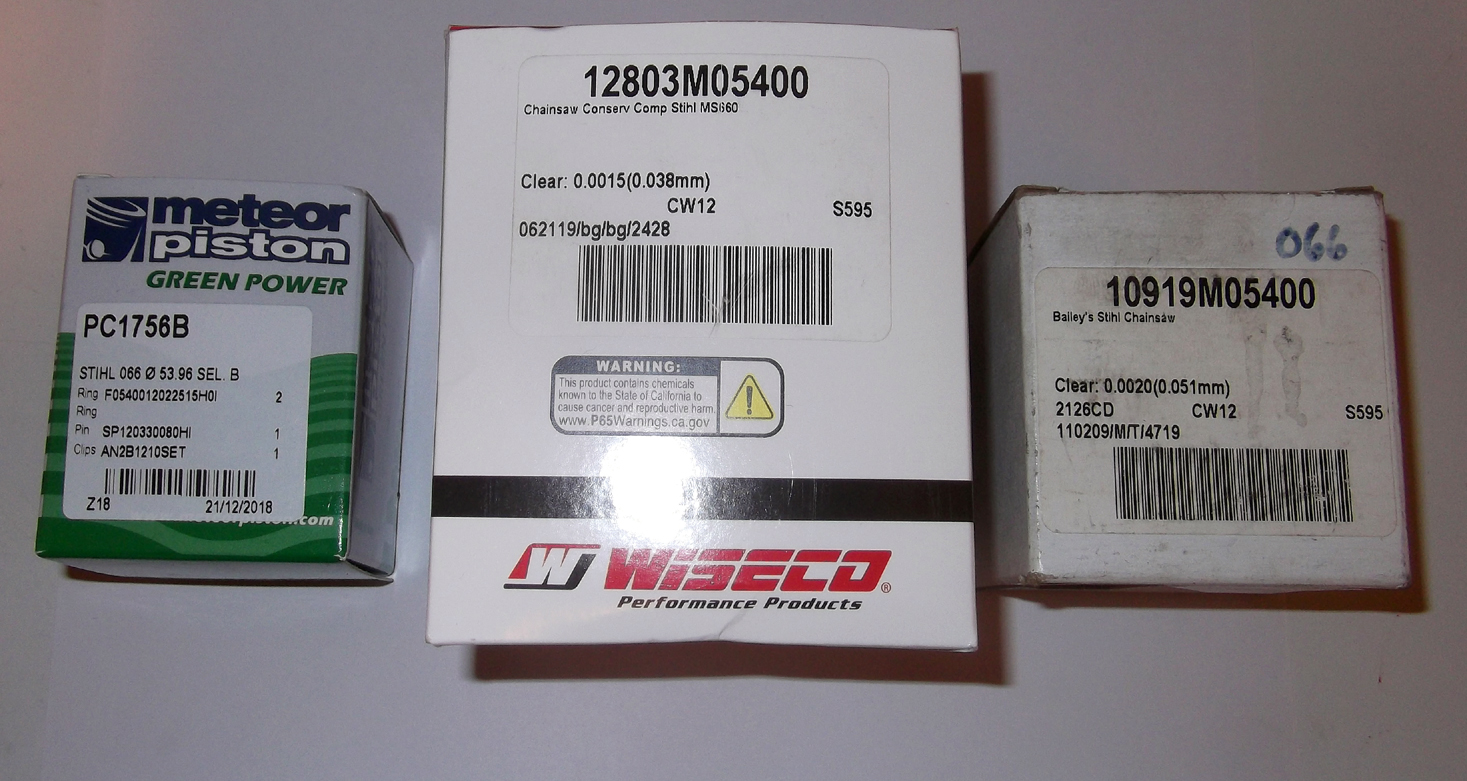 meteor
piston
GREEN POWER
PC1756B
STIHL 066 Ø 53.96 SEL. B
Ring F0540012022515H0I 2
Ring
Pin SP120330080HI 1
Clips AN2B1210SET 1
Z18 21/12/2018
12803M05400
Chainsaw Conserv Comp Stihl MS660
Clear: 0.0015(0.038mm)
CW12 S595
062119/bg/bg/2428
WARNING:
This product contains chemicals
known to the State of California to
cause cancer and reproductive harm
www.P65Warnings.ca.gov
W WISECO®
Performance Products
066
10919M05400
Bailey's Stihl Chainsaw
Clear: 0.0020(0.051mm)
2126CD CW12 S595
110209/M/T/4719